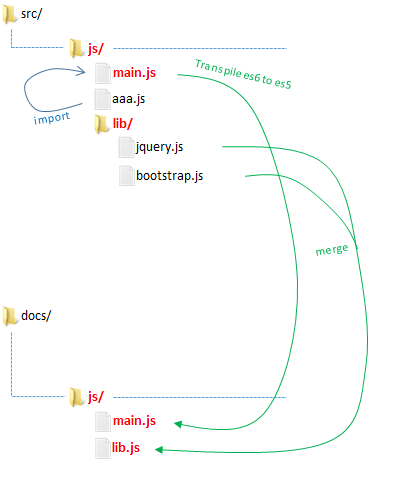 src/
js/
main.js
Transpile es6 to es5
aaa.js
import
lib/
jquery.js
bootstrap.js
merge
docs/
js/
main.js
lib.js